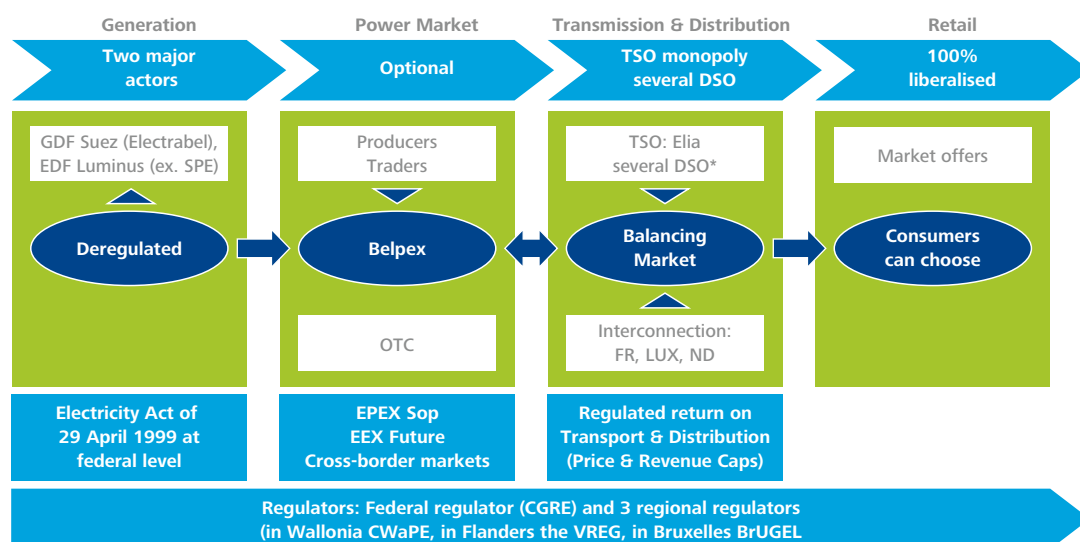 Generation
Power Market
Transmission & Distribution
Retail
Two major
actors
Optional
TSO monopoly
several DSO
100%
liberalised
GDF Suez (Electrabel),
EDF Luminus (ex. SPE)
Producers
Traders
TSO: Elia
several DSO*
Market offers
Deregulated
Belpex
Balancing
Market
Consumers
can choose
OTC
Interconnection:
FR, LUX, ND
Electricity Act of
29 April 1999 at
federal level
EPEX Sop
EEX Future
Cross-border markets
Regulated return on
Transport & Distribution
(Price & Revenue Caps)
Regulators: Federal regulator (CGRE) and 3 regional regulators
(in Wallonia CWaPE, in Flanders the VREG, in Bruxelles BrUGEL